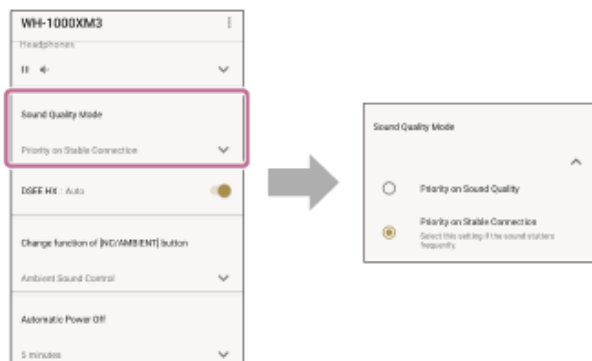 WH-1000XM3
Headphones
Sound Quality Mode
Priority on Stable Connection
DSEE HX : Auto
Change function of [NC/AMBIENT] button
Ambient Sound Control
Automatic Power Off
5 minutes
Sound Quality Mode
Priority on Sound Quality
Priority on Stable Connection
Select this setting if the sound stutters
frequently.